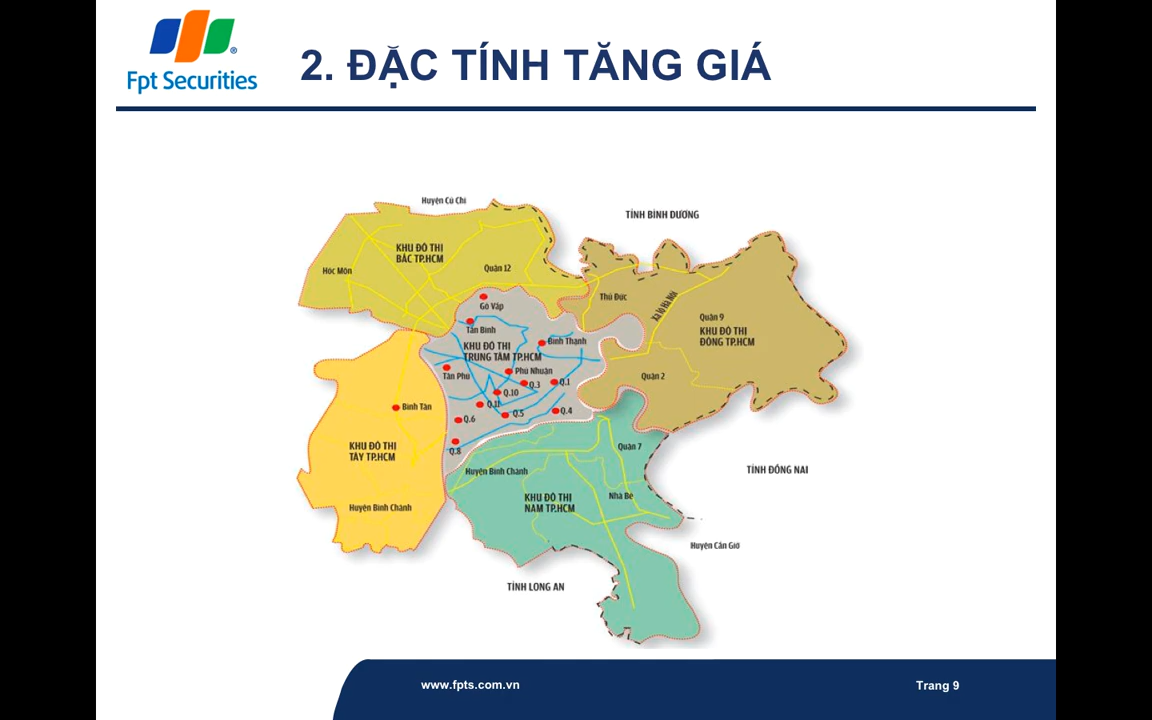 Fpt Securities
2. ĐẶC TÍNH TĂNG GIÁ
Huyện Củ Chi
TỈNH BÌNH DƯƠNG
KHU ĐÔ THỊ
BẮC TP.HCM
Hóc Môn
Quận 12
Thủ Đức
Xa lộ Hà Nội
Gò Vấp
Quận 9
KHU ĐÔ THỊ
ĐÔNG TP.HCM
Tân Bình
KHU ĐÔ THỊ
TRUNG TÂM TP.HCM
Bình Thạnh
Tân Phú
Phú Nhuận
Q.3
Q.1
Quận 2
Q.10
Q.11
Q.5
Q.4
Bình Tân
Q.6
Q.8
KHU ĐÔ THỊ
TÂY TP.HCM
Quận 7
Huyện Bình Chánh
TỈNH ĐỒNG NAI
KHU ĐÔ THỊ
NAM TP.HCM
Nhà Bè
Huyện Bình Chánh
Huyện Cần Giờ
TỈNH LONG AN
www.fpts.com.vn
Trang 9